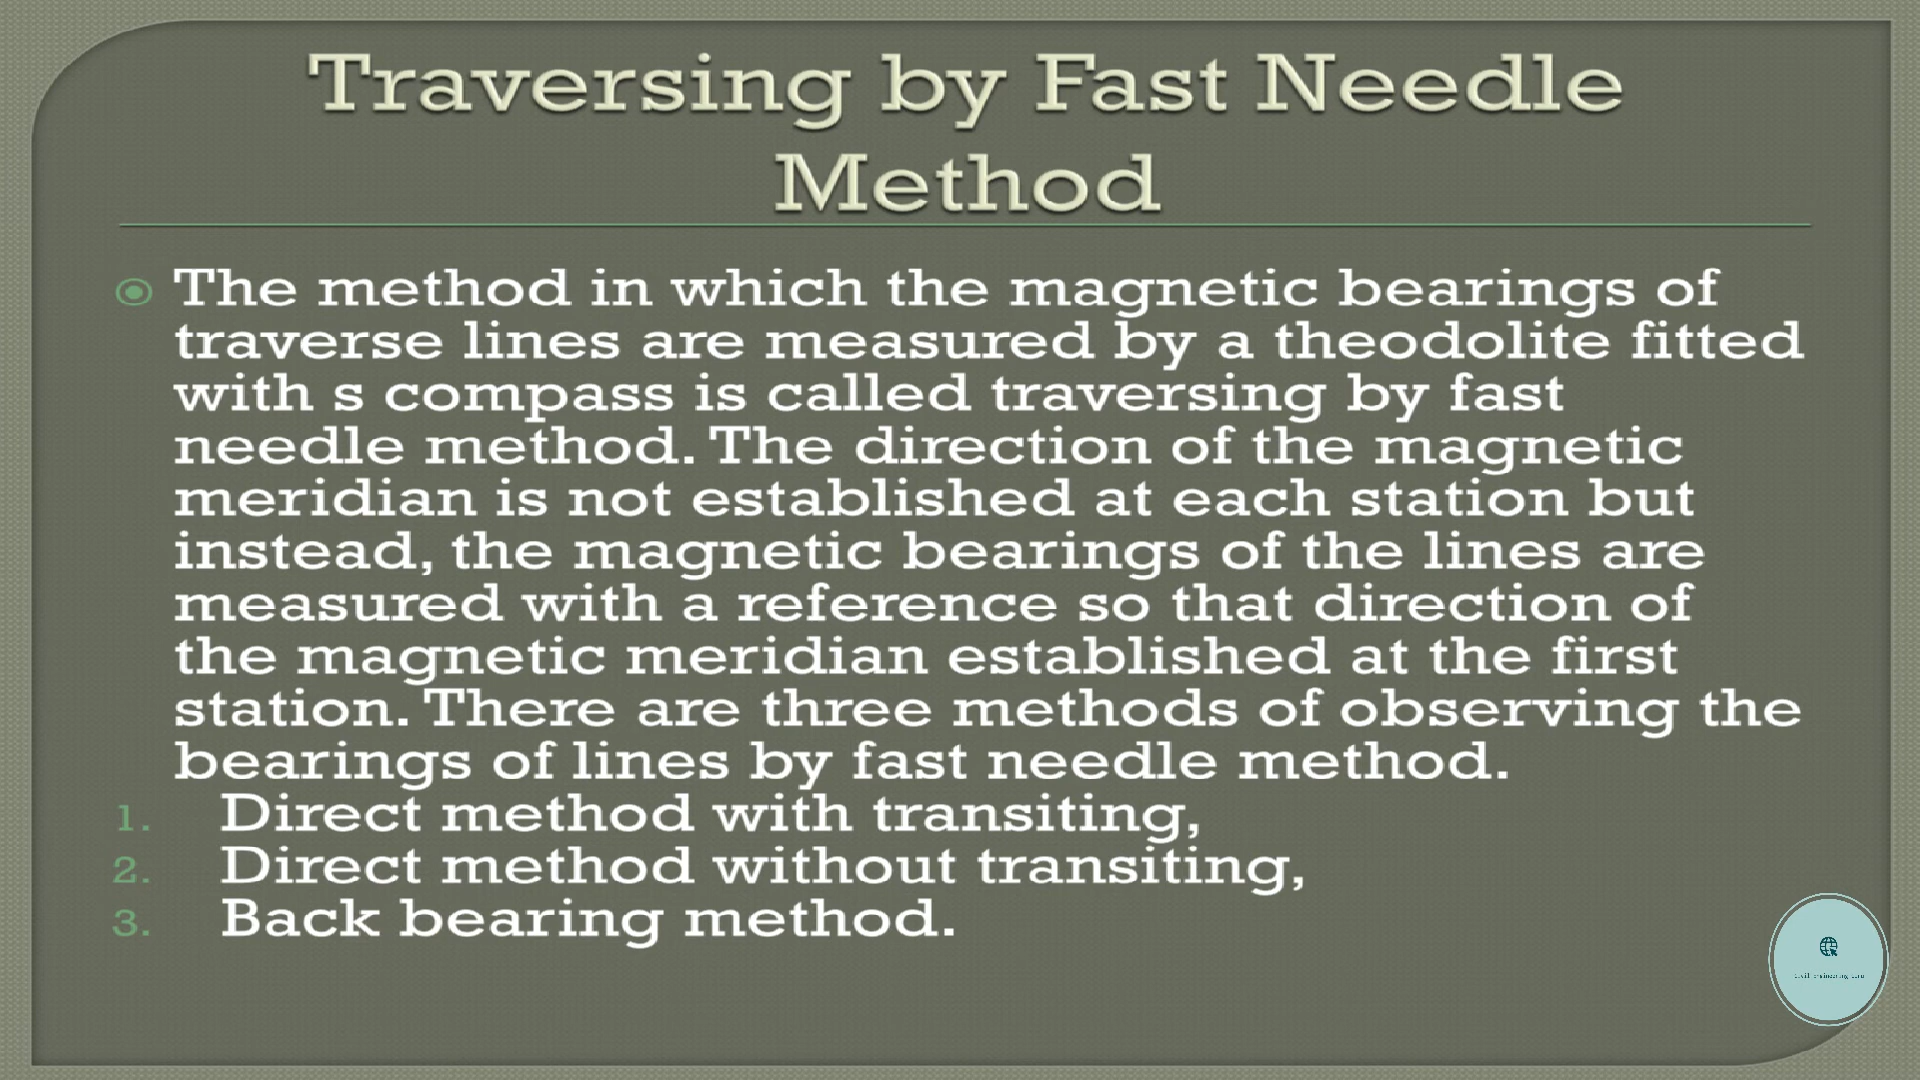 Traversing by Fast Needle
Method
The method in which the magnetic bearings of
traverse lines are measured by a theodolite fitted
with s compass is called traversing by fast
needle method. The direction of the magnetic
meridian is not established at each station but
instead, the magnetic bearings of the lines are
measured with a reference so that direction of
the magnetic meridian established at the first
station. There are three methods of observing the
bearings of lines by fast needle method.
1. Direct method with transiting,
2. Direct method without transiting,
3. Back bearing method.
Civil Engineering